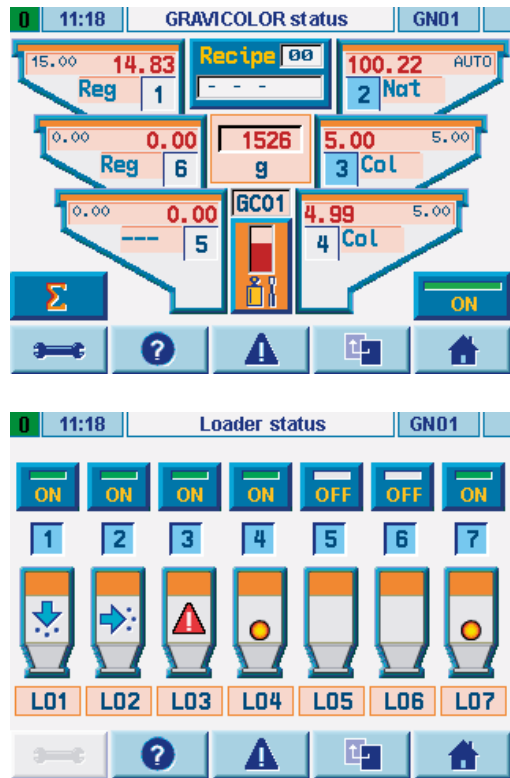 0 11:18 GRAVICOLOR status GN01
15.00 14.83 Recipe 00 100.22 AUTO
Reg 1 - - - 2 Nat
0.00 0.00 1526 5.00 5.00
Reg 6 g 3 Col
0.00 0.00 GC01 4.99 5.00
--- 5 4 Col
Σ ON
?
0 11:18 Loader status GN01
ON ON ON ON OFF OFF ON
1 2 3 4 5 6 7
L01 L02 L03 L04 L05 L06 L07
?